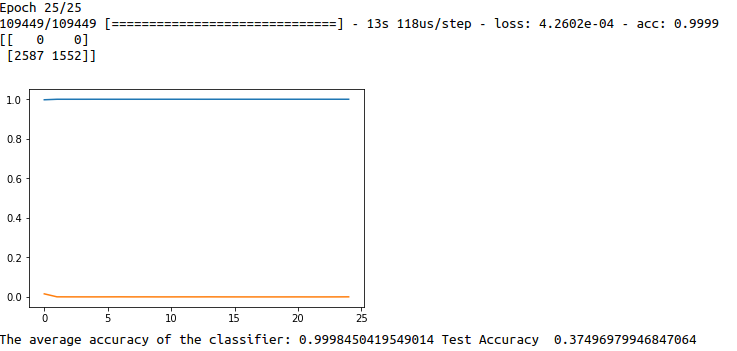 Epoch 25/25
109449/109449 [==============================] - 13s 118us/step - loss: 4.2602e-04 - acc: 0.9999
[[   0    0]
 [2587 1552]]
1.0
0.8
0.6
0.4
0.2
0.0
0 5 10 15 20 25
The average accuracy of the classifier: 0.9998450419549014 Test Accuracy  0.37496979946847064